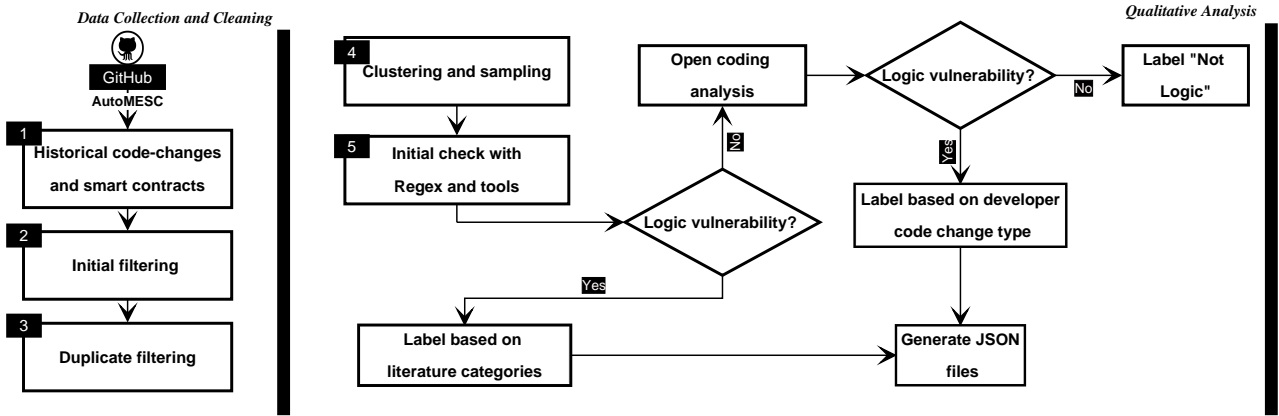 Data Collection and Cleaning
GitHub
AutoMESC
1
Historical code-changes
and smart contracts
2
Initial filtering
3
Duplicate filtering
Qualitative Analysis
4
Clustering and sampling
5
Initial check with
Regex and tools
Logic vulnerability?
No
Open coding
analysis
Logic vulnerability?
No
Label "Not
Logic"
Yes
Label based on developer
code change type
Yes
Label based on
literature categories
Generate JSON
files